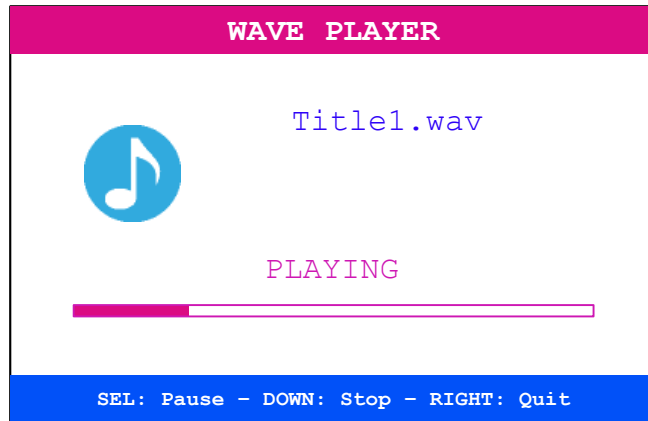 WAVE PLAYER
Title1.wav
PLAYING
SEL: Pause – DOWN: Stop – RIGHT: Quit